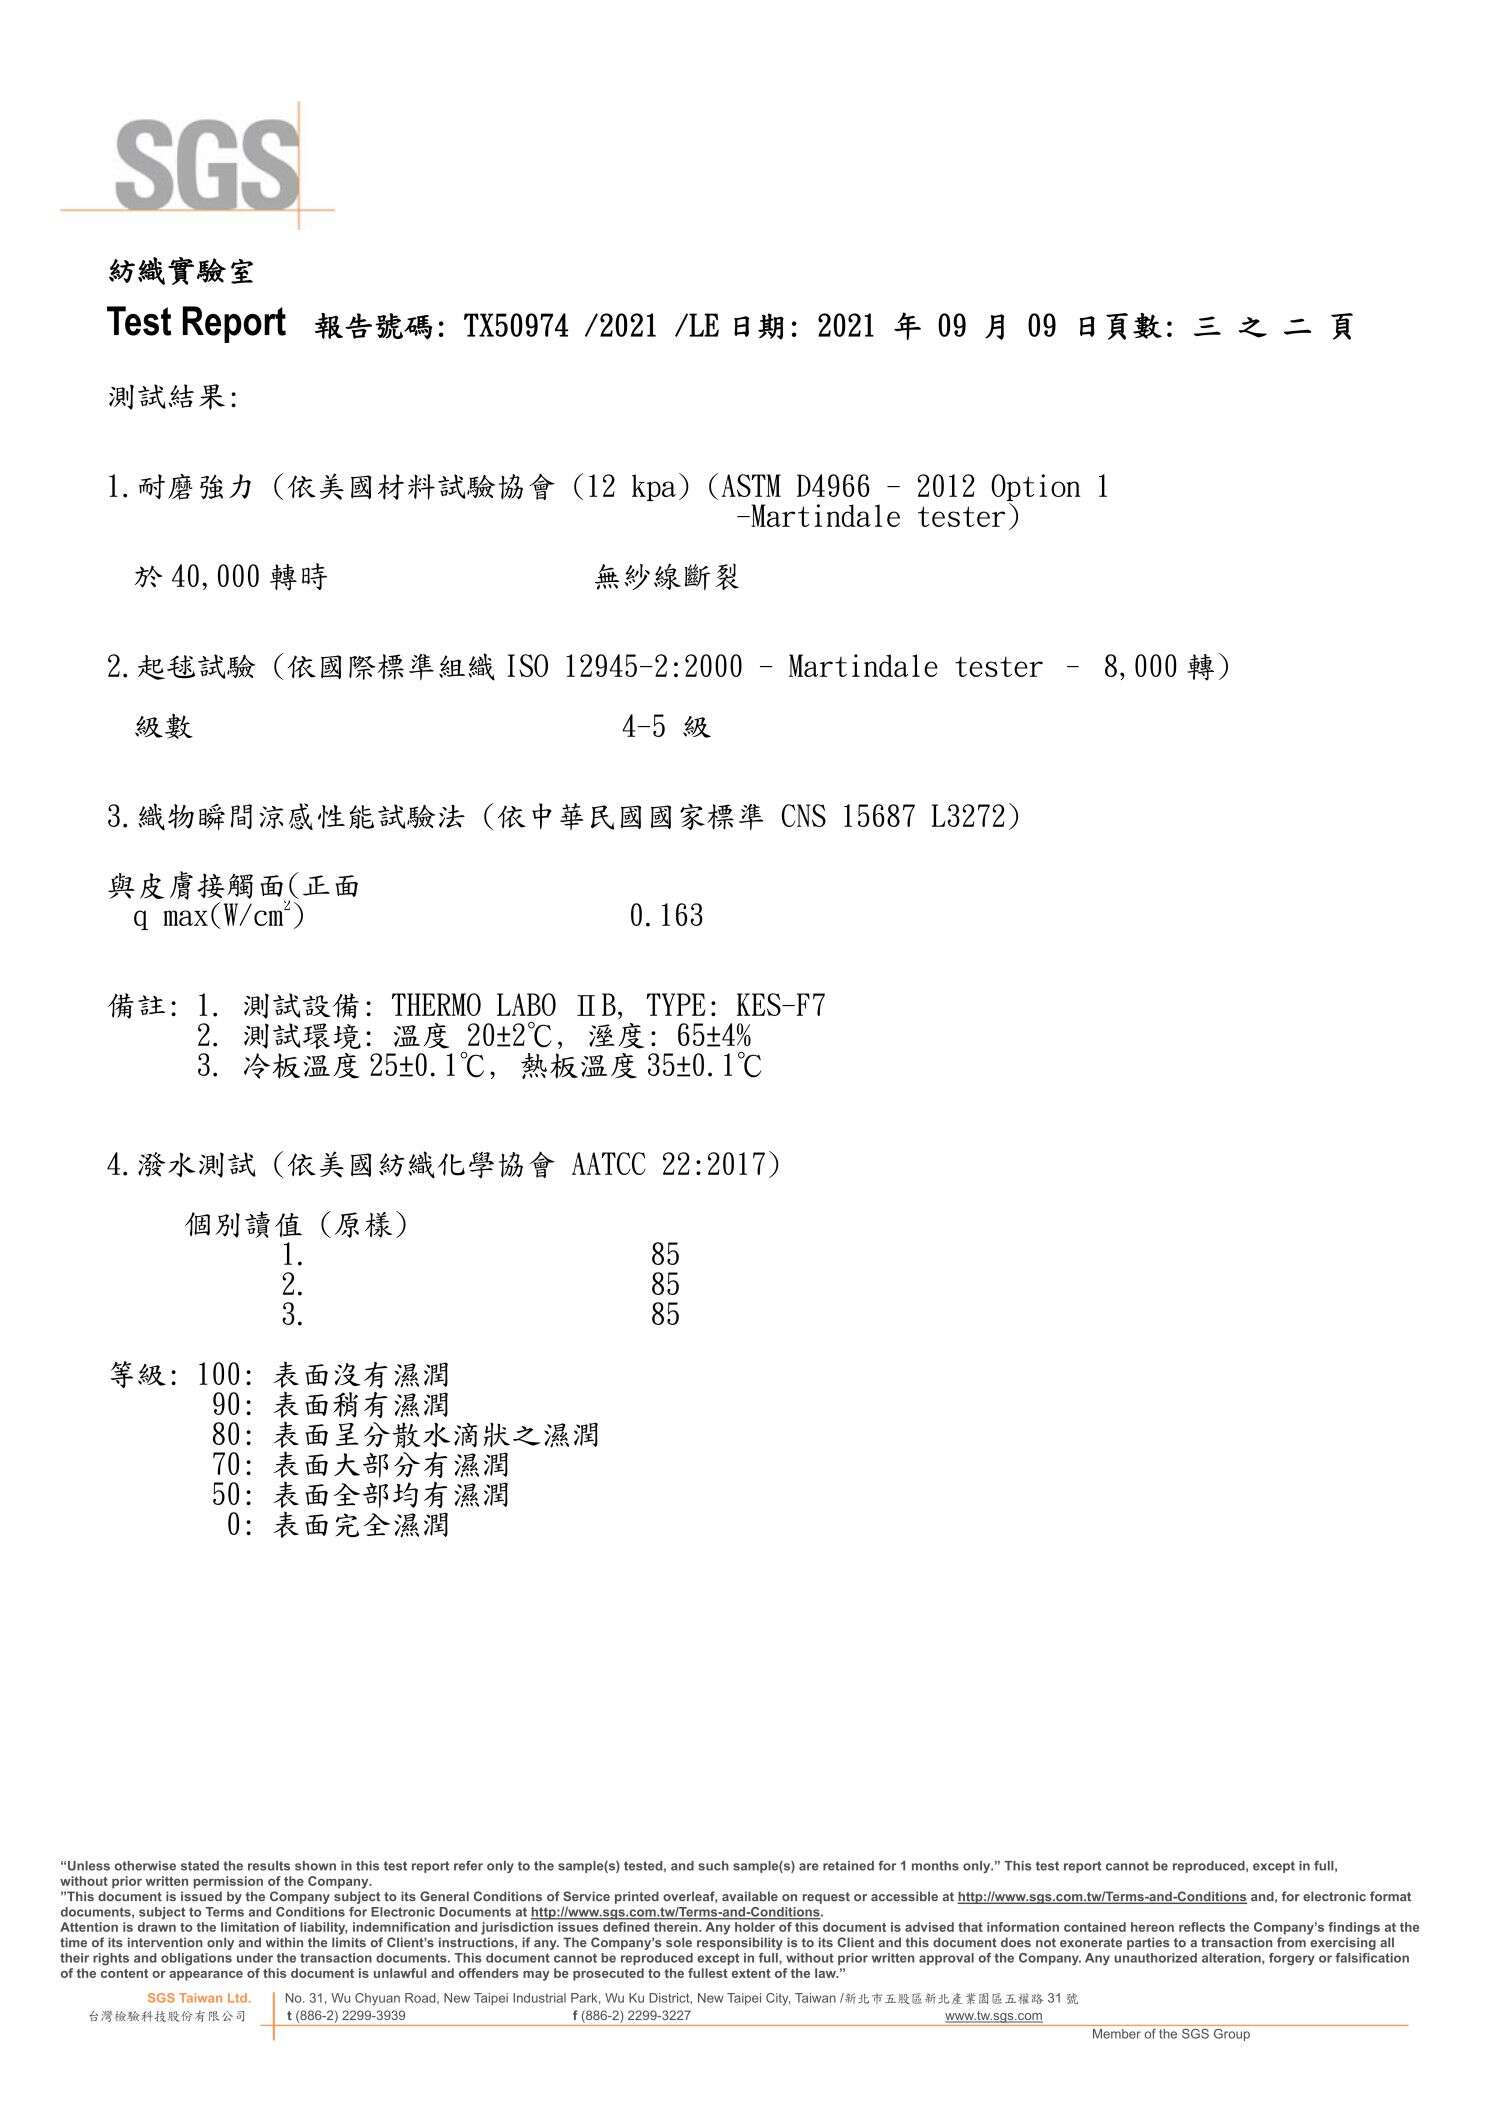 SGS
紡織實驗室
Test Report 報告號碼: TX50974 /2021 /LE 日期: 2021 年 09 月 09 日頁數: 三 之 二 頁
測試結果:
1.耐磨強力 (依美國材料試驗協會 (12 kpa) (ASTM D4966 - 2012 Option 1
-Martindale tester)
於 40,000 轉時 無紗線斷裂
2.起毬試驗 (依國際標準組織 ISO 12945-2:2000 - Martindale tester - 8,000 轉)
級數 4-5 級
3.織物瞬間涼感性能試驗法 (依中華民國國家標準 CNS 15687 L3272)
與皮膚接觸面(正面
q max(W/cm²) 0.163
備註: 1. 測試設備: THERMO LABO ⅡB, TYPE: KES-F7
2. 測試環境: 溫度 20±2℃, 溼度: 65±4%
3. 冷板溫度 25±0.1℃, 熱板溫度 35±0.1℃
4.潑水測試 (依美國紡織化學協會 AATCC 22:2017)
個別讀值 (原樣)
1. 85
2. 85
3. 85
等級: 100: 表面沒有濕潤
90: 表面稍有濕潤
80: 表面呈分散水滴狀之濕潤
70: 表面大部分有濕潤
50: 表面全部均有濕潤
0: 表面完全濕潤
“Unless otherwise stated the results shown in this test report refer only to the sample(s) tested, and such sample(s) are retained for 1 months only.” This test report cannot be reproduced, except in full,
without prior written permission of the Company.
”This document is issued by the Company subject to its General Conditions of Service printed overleaf, available on request or accessible at http://www.sgs.com.tw/Terms-and-Conditions and, for electronic format
documents, subject to Terms and Conditions for Electronic Documents at http://www.sgs.com.tw/Terms-and-Conditions.
Attention is drawn to the limitation of liability, indemnification and jurisdiction issues defined therein. Any holder of this document is advised that information contained hereon reflects the Company’s findings at the
time of its intervention only and within the limits of Client's instructions, if any. The Company’s sole responsibility is to its Client and this document does not exonerate parties to a transaction from exercising all
their rights and obligations under the transaction documents. This document cannot be reproduced except in full, without prior written approval of the Company. Any unauthorized alteration, forgery or falsification
of the content or appearance of this document is unlawful and offenders may be prosecuted to the fullest extent of the law.”
SGS Taiwan Ltd. No. 31, Wu Chyuan Road, New Taipei Industrial Park, Wu Ku District, New Taipei City, Taiwan /新北市五股區新北產業園區五權路 31 號
台灣檢驗科技股份有限公司 t (886-2) 2299-3939 f (886-2) 2299-3227 www.tw.sgs.com
Member of the SGS Group